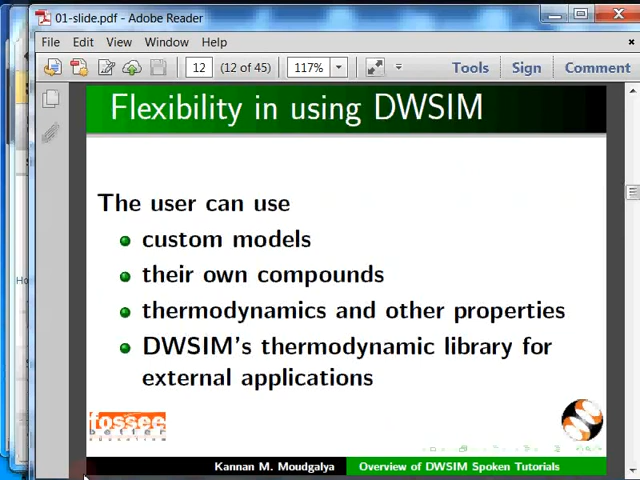 01-slide.pdf - Adobe Reader
File Edit View Window Help
12 (12 of 45) 117% Tools Sign Comment
Flexibility in using DWSIM
The user can use
custom models
their own compounds
thermodynamics and other properties
DWSIM's thermodynamic library for
external applications
fossee
better
education
Kannan M. Moudgalya Overview of DWSIM Spoken Tutorials